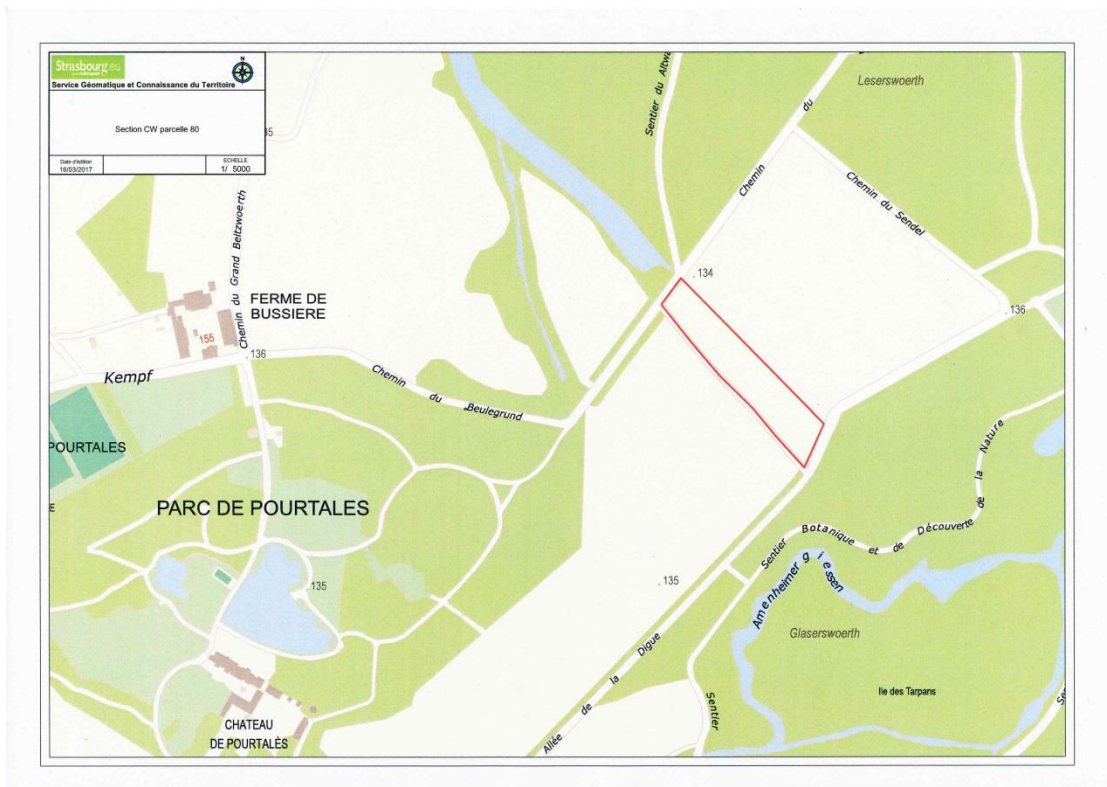 Strasbourg.eu
N
Service Géomatique et Connaissance du Territoire
Section CW parcelle 80
Date d'édition
16/03/2017
ECHELLE
1/ 5000
Sentier du Altwa
Leserswoerth
Chemin du
Chemin du Sendel
Chemin du Grand Beltzwoerth
. 134
FERME DE
BUSSIERE
155
. 136
. 136
Kempf
Chemin du Beulegrund
POURTALES
PARC DE POURTALES
E
Sentier Botanique et de Découverte de la Nature
Amenheimer giessen
. 135
. 135
Glaserswoerth
Ile des Tarpans
Allée de la Digue
Sentier
CHATEAU
DE POURTALÈS